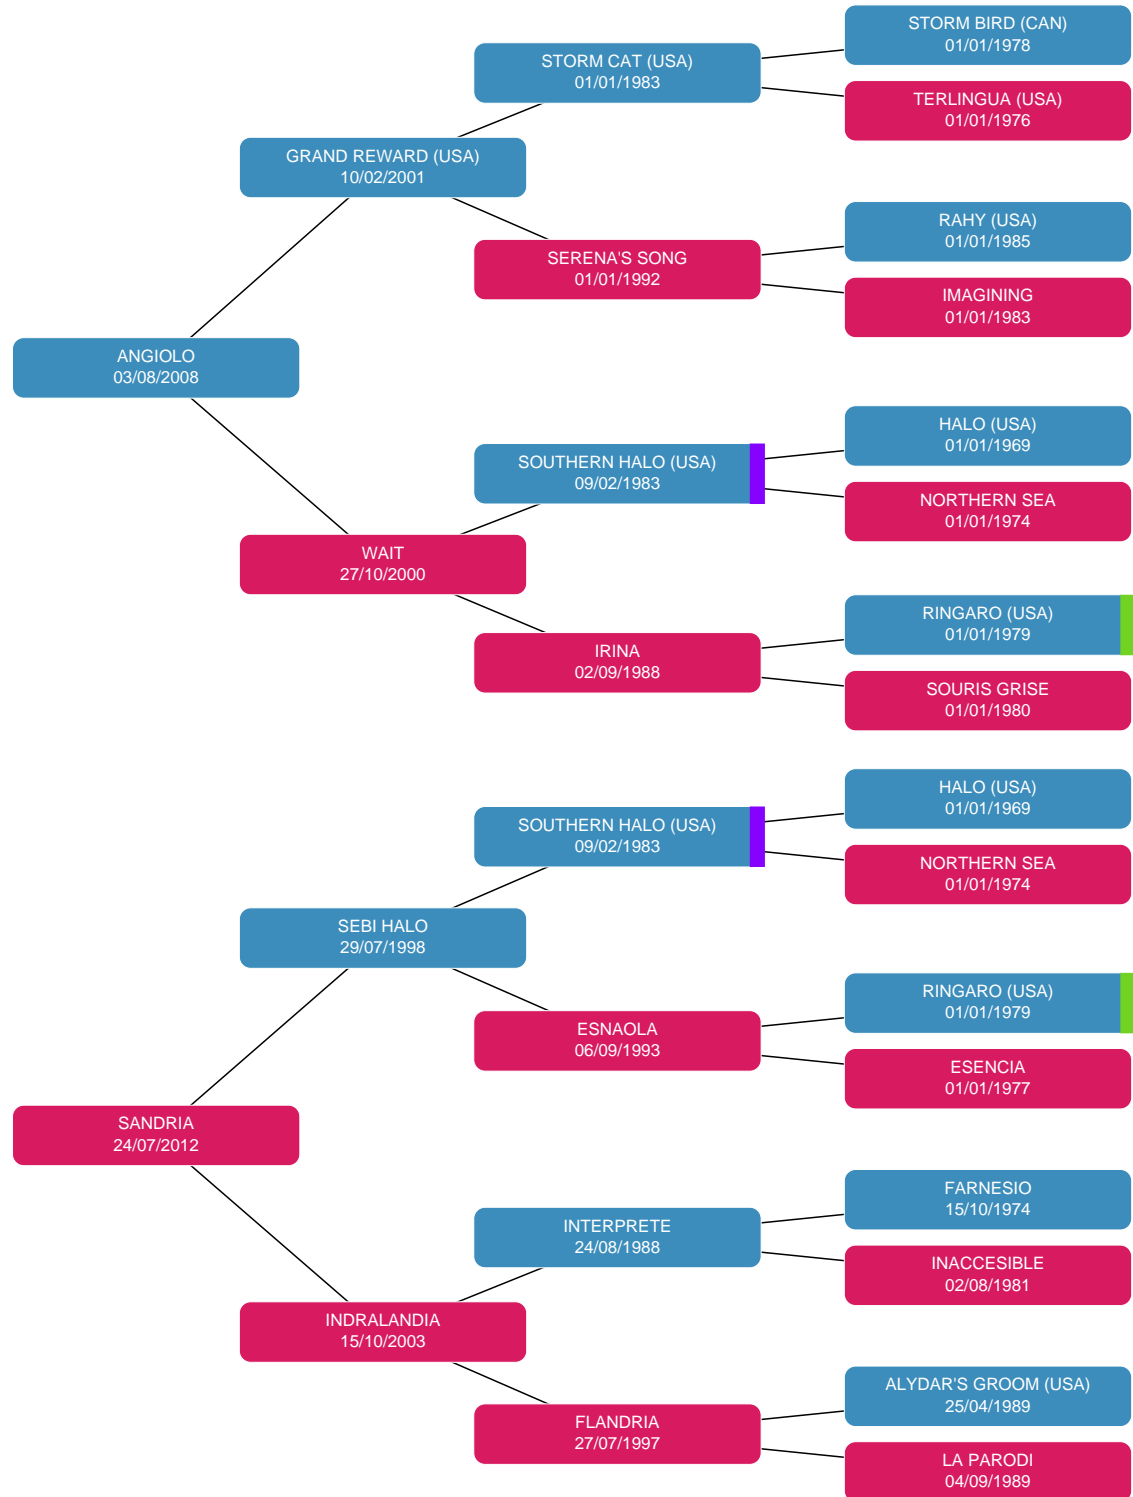 STORM BIRD (CAN)
01/01/1978
STORM CAT (USA)
01/01/1983
TERLINGUA (USA)
01/01/1976
GRAND REWARD (USA)
10/02/2001
RAHY (USA)
01/01/1985
SERENA'S SONG
01/01/1992
IMAGINING
01/01/1983
ANGIOLO
03/08/2008
HALO (USA)
01/01/1969
SOUTHERN HALO (USA)
09/02/1983
NORTHERN SEA
01/01/1974
WAIT
27/10/2000
RINGARO (USA)
01/01/1979
IRINA
02/09/1988
SOURIS GRISE
01/01/1980
HALO (USA)
01/01/1969
SOUTHERN HALO (USA)
09/02/1983
NORTHERN SEA
01/01/1974
SEBI HALO
29/07/1998
RINGARO (USA)
01/01/1979
ESNAOLA
06/09/1993
ESENCIA
01/01/1977
SANDRIA
24/07/2012
FARNESIO
15/10/1974
INTERPRETE
24/08/1988
INACCESIBLE
02/08/1981
INDRALANDIA
15/10/2003
ALYDAR'S GROOM (USA)
25/04/1989
FLANDRIA
27/07/1997
LA PARODI
04/09/1989